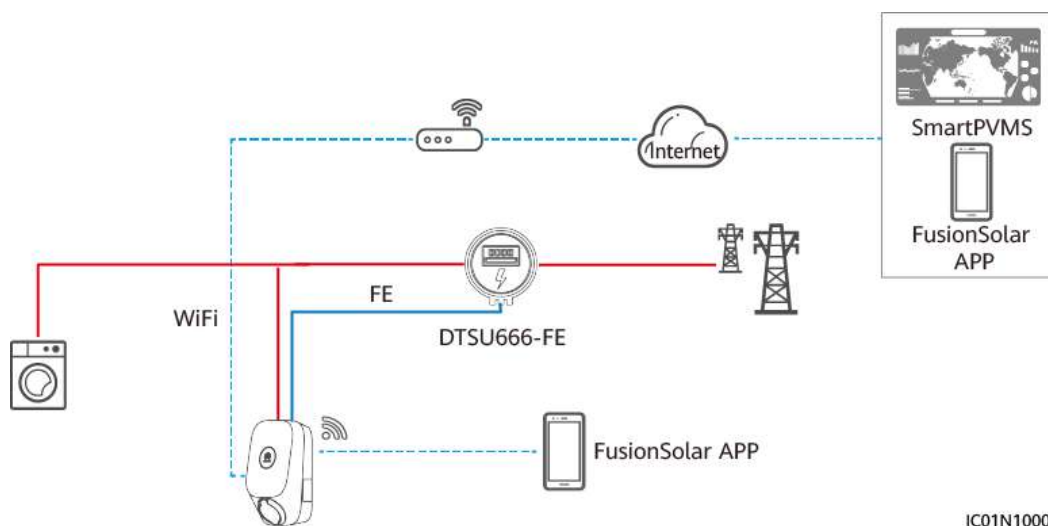 Internet
SmartPVMS
FusionSolar
APP
FE
WiFi
DTSU666-FE
FusionSolar APP
IC01N1000